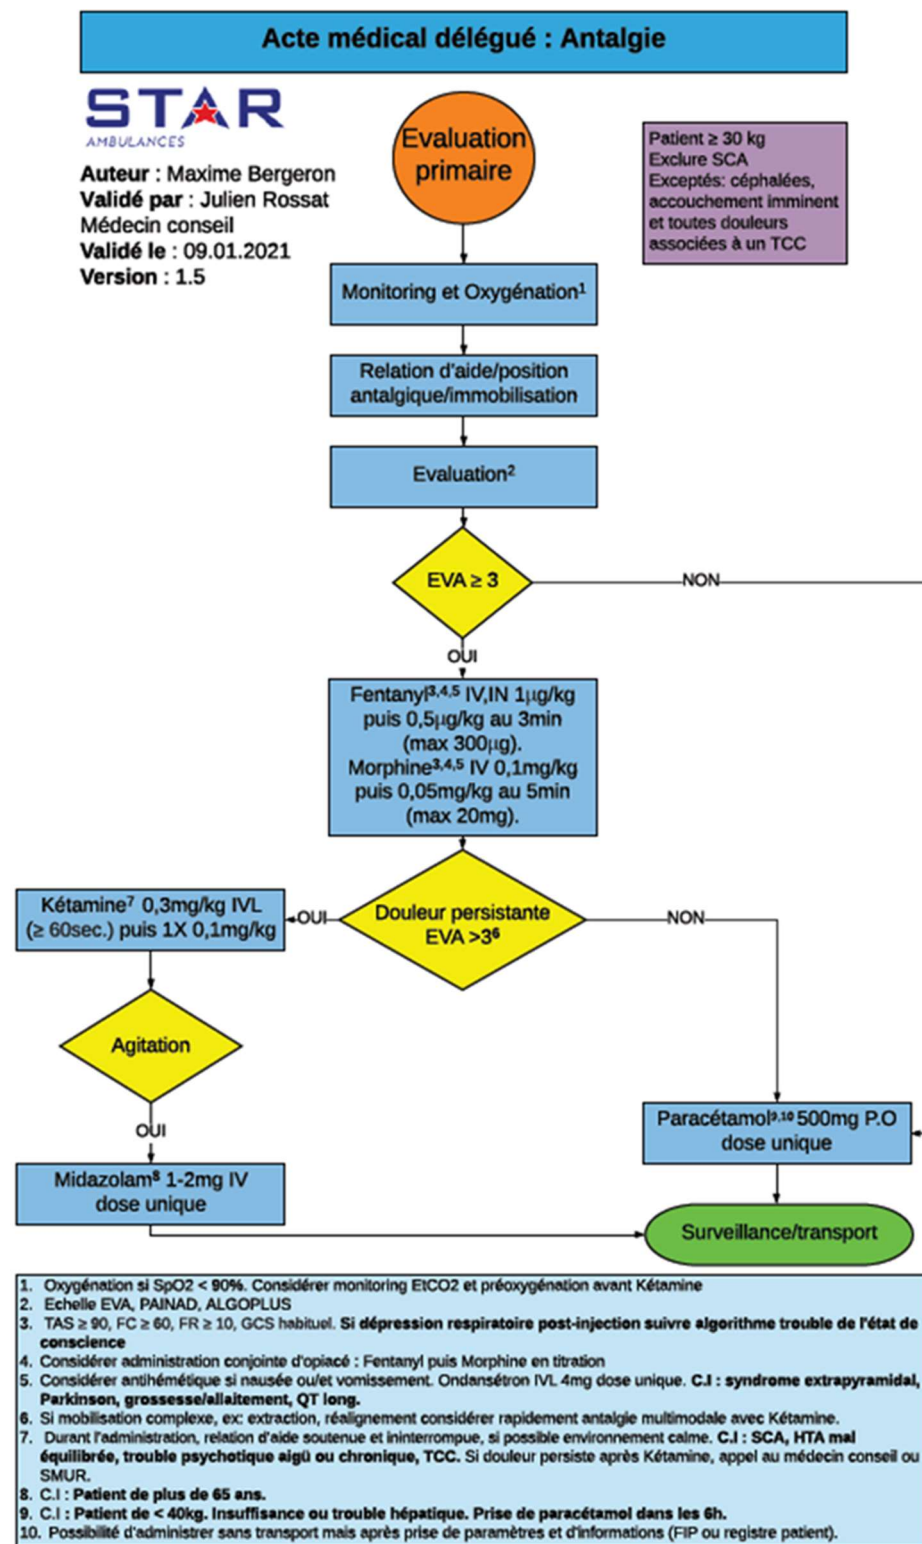 Acte médical délégué : Antalgie
STAR
AMBULANCES
Auteur : Maxime Bergeron
Validé par : Julien Rossat
Médecin conseil
Validé le : 09.01.2021
Version : 1.5
Evaluation
primaire
Patient ≥ 30 kg
Exclure SCA
Exceptés: céphalées,
accouchement imminent
et toutes douleurs
associées à un TCC
Monitoring et Oxygénation¹
Relation d'aide/position
antalgique/immobilisation
Evaluation²
EVA ≥ 3
NON
OUI
Fentanyl³,⁴,⁵ IV,IN 1µg/kg
puis 0,5µg/kg au 3min
(max 300µg).
Morphine³,⁴,⁵ IV 0,1mg/kg
puis 0,05mg/kg au 5min
(max 20mg).
Kétamine⁷ 0,3mg/kg IVL
(≥ 60sec.) puis 1X 0,1mg/kg
OUI
Douleur persistante
EVA >3⁶
NON
Agitation
OUI
Paracétamol⁹,¹⁰ 500mg P.O
dose unique
Midazolam⁸ 1-2mg IV
dose unique
Surveillance/transport
1. Oxygénation si SpO2 < 90%. Considérer monitoring EtCO2 et préoxygénation avant Kétamine
2. Echelle EVA, PAINAD, ALGOPLUS
3. TAS ≥ 90, FC ≥ 60, FR ≥ 10, GCS habituel. Si dépression respiratoire post-injection suivre algorithme trouble de l'état de
conscience
4. Considérer administration conjointe d'opiacé : Fentanyl puis Morphine en titration
5. Considérer antihémétique si nausée ou/et vomissement. Ondansétron IVL 4mg dose unique. C.I : syndrome extrapyramidal,
Parkinson, grossesse/allaitement, QT long.
6. Si mobilisation complexe, ex: extraction, réalignement considérer rapidement antalgie multimodale avec Kétamine.
7. Durant l'administration, relation d'aide soutenue et ininterrompue, si possible environnement calme. C.I : SCA, HTA mal
équilibrée, trouble psychotique aigü ou chronique, TCC. Si douleur persiste après Kétamine, appel au médecin conseil ou
SMUR.
8. C.I : Patient de plus de 65 ans.
9. C.I : Patient de < 40kg. Insuffisance ou trouble hépatique. Prise de paracétamol dans les 6h.
10. Possibilité d'administrer sans transport mais après prise de paramètres et d'informations (FIP ou registre patient).